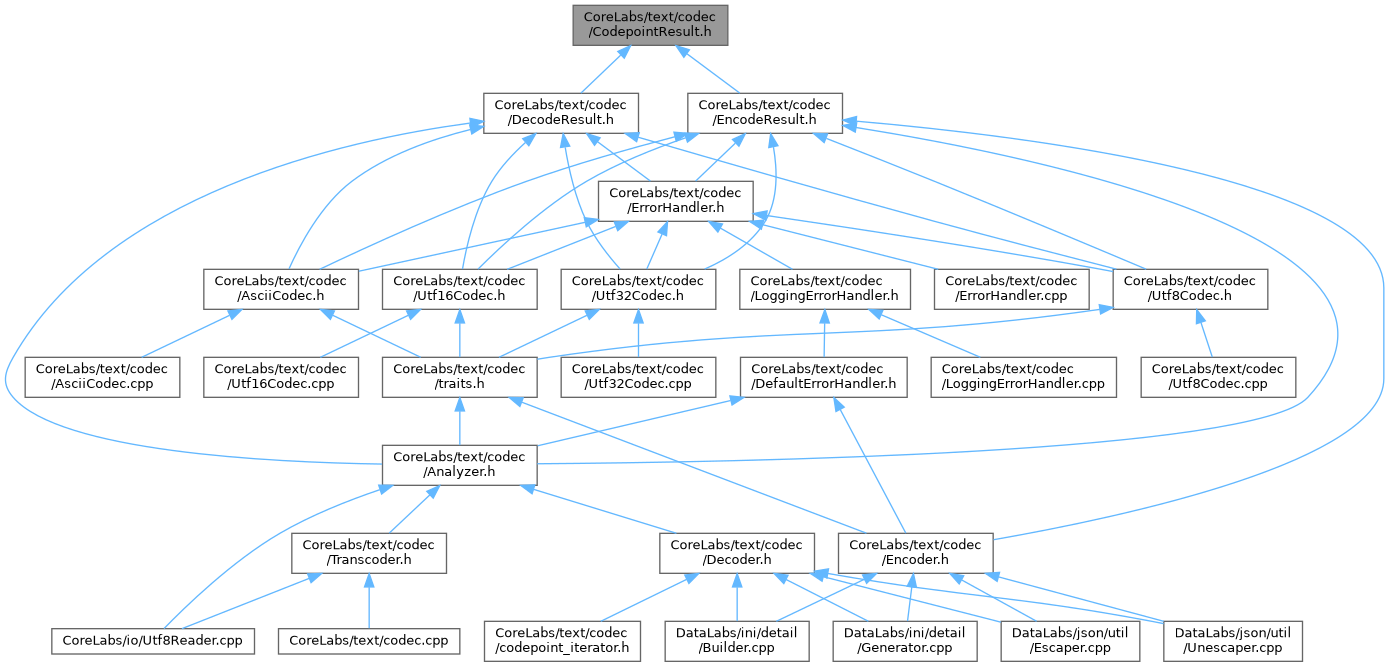 CoreLabs/text/codec
/CodepointResult.h
CoreLabs/text/codec
/DecodeResult.h
CoreLabs/text/codec
/EncodeResult.h
CoreLabs/text/codec
/ErrorHandler.h
CoreLabs/text/codec
/AsciiCodec.h
CoreLabs/text/codec
/Utf16Codec.h
CoreLabs/text/codec
/Utf32Codec.h
CoreLabs/text/codec
/LoggingErrorHandler.h
CoreLabs/text/codec
/ErrorHandler.cpp
CoreLabs/text/codec
/Utf8Codec.h
CoreLabs/text/codec
/AsciiCodec.cpp
CoreLabs/text/codec
/Utf16Codec.cpp
CoreLabs/text/codec
/traits.h
CoreLabs/text/codec
/Utf32Codec.cpp
CoreLabs/text/codec
/DefaultErrorHandler.h
CoreLabs/text/codec
/LoggingErrorHandler.cpp
CoreLabs/text/codec
/Utf8Codec.cpp
CoreLabs/text/codec
/Analyzer.h
CoreLabs/text/codec
/Transcoder.h
CoreLabs/text/codec
/Decoder.h
CoreLabs/text/codec
/Encoder.h
CoreLabs/io/Utf8Reader.cpp
CoreLabs/text/codec.cpp
CoreLabs/text/codec
/codepoint_iterator.h
DataLabs/ini/detail
/Builder.cpp
DataLabs/ini/detail
/Generator.cpp
DataLabs/json/util
/Escaper.cpp
DataLabs/json/util
/Unescaper.cpp